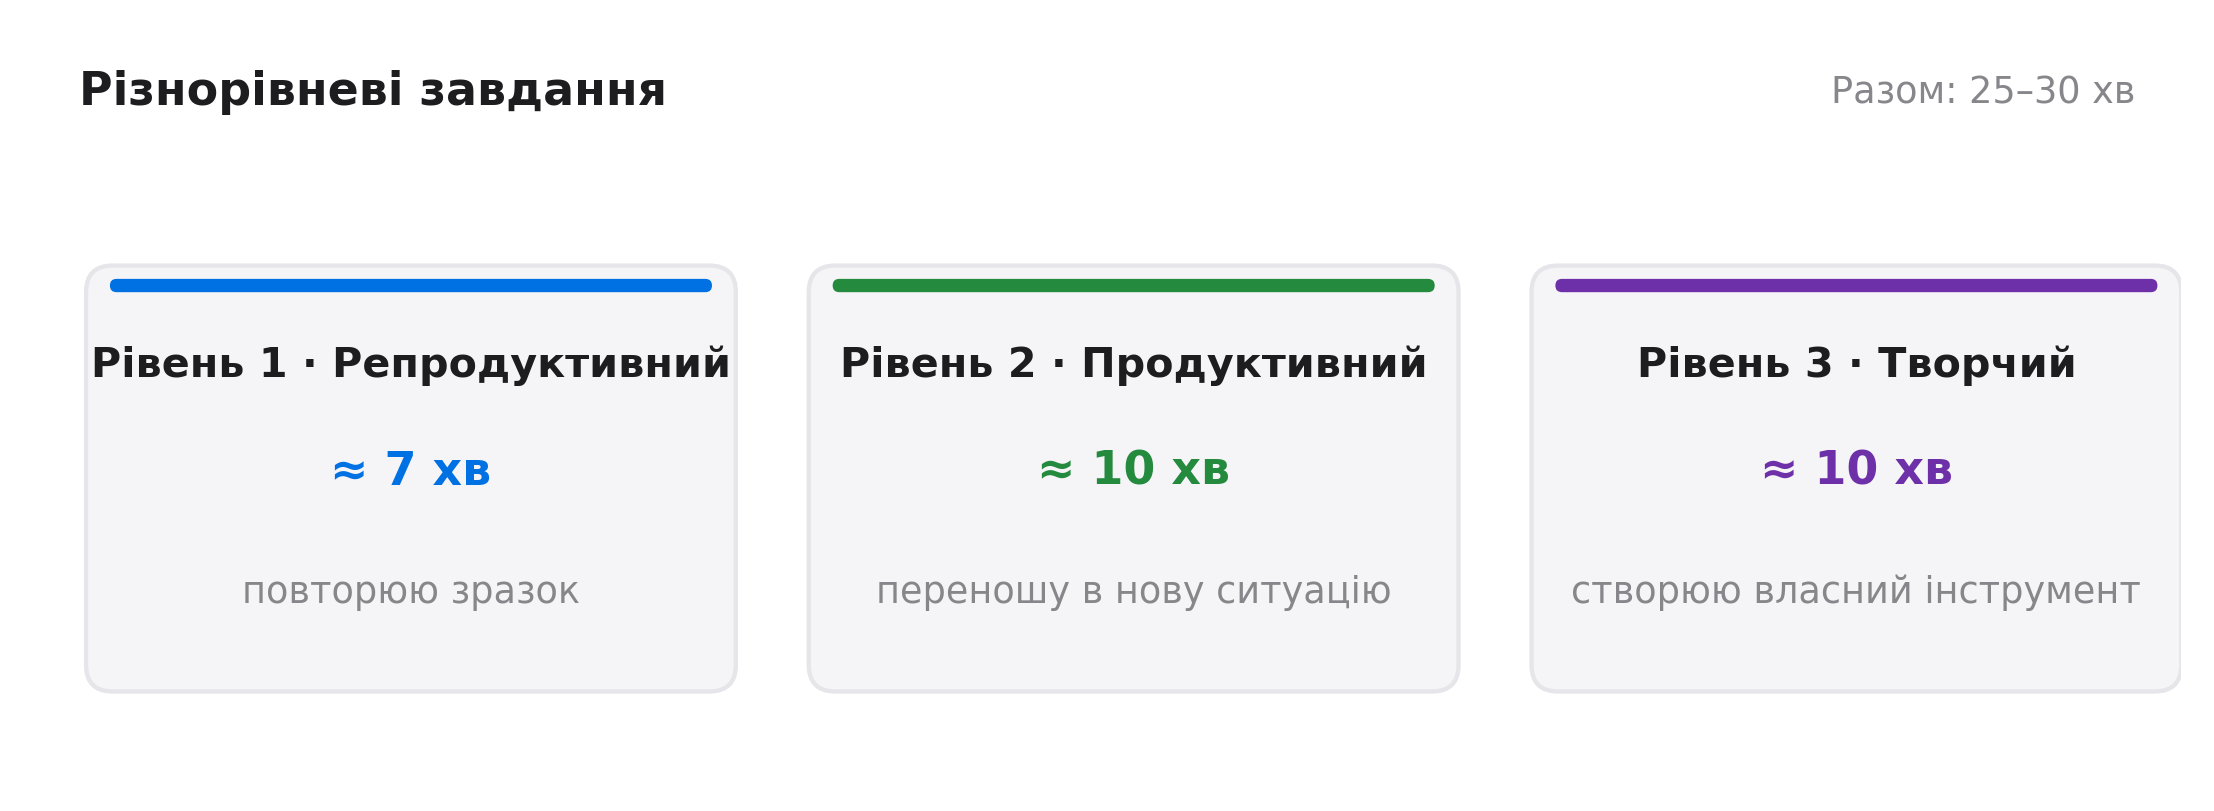 Різнорівневі завдання
Разом: 25–30 хв
Рівень 1 · Репродуктивний
≈ 7 хв
повторюю зразок
Рівень 2 · Продуктивний
≈ 10 хв
переношу в нову ситуацію
Рівень 3 · Творчий
≈ 10 хв
створюю власний інструмент